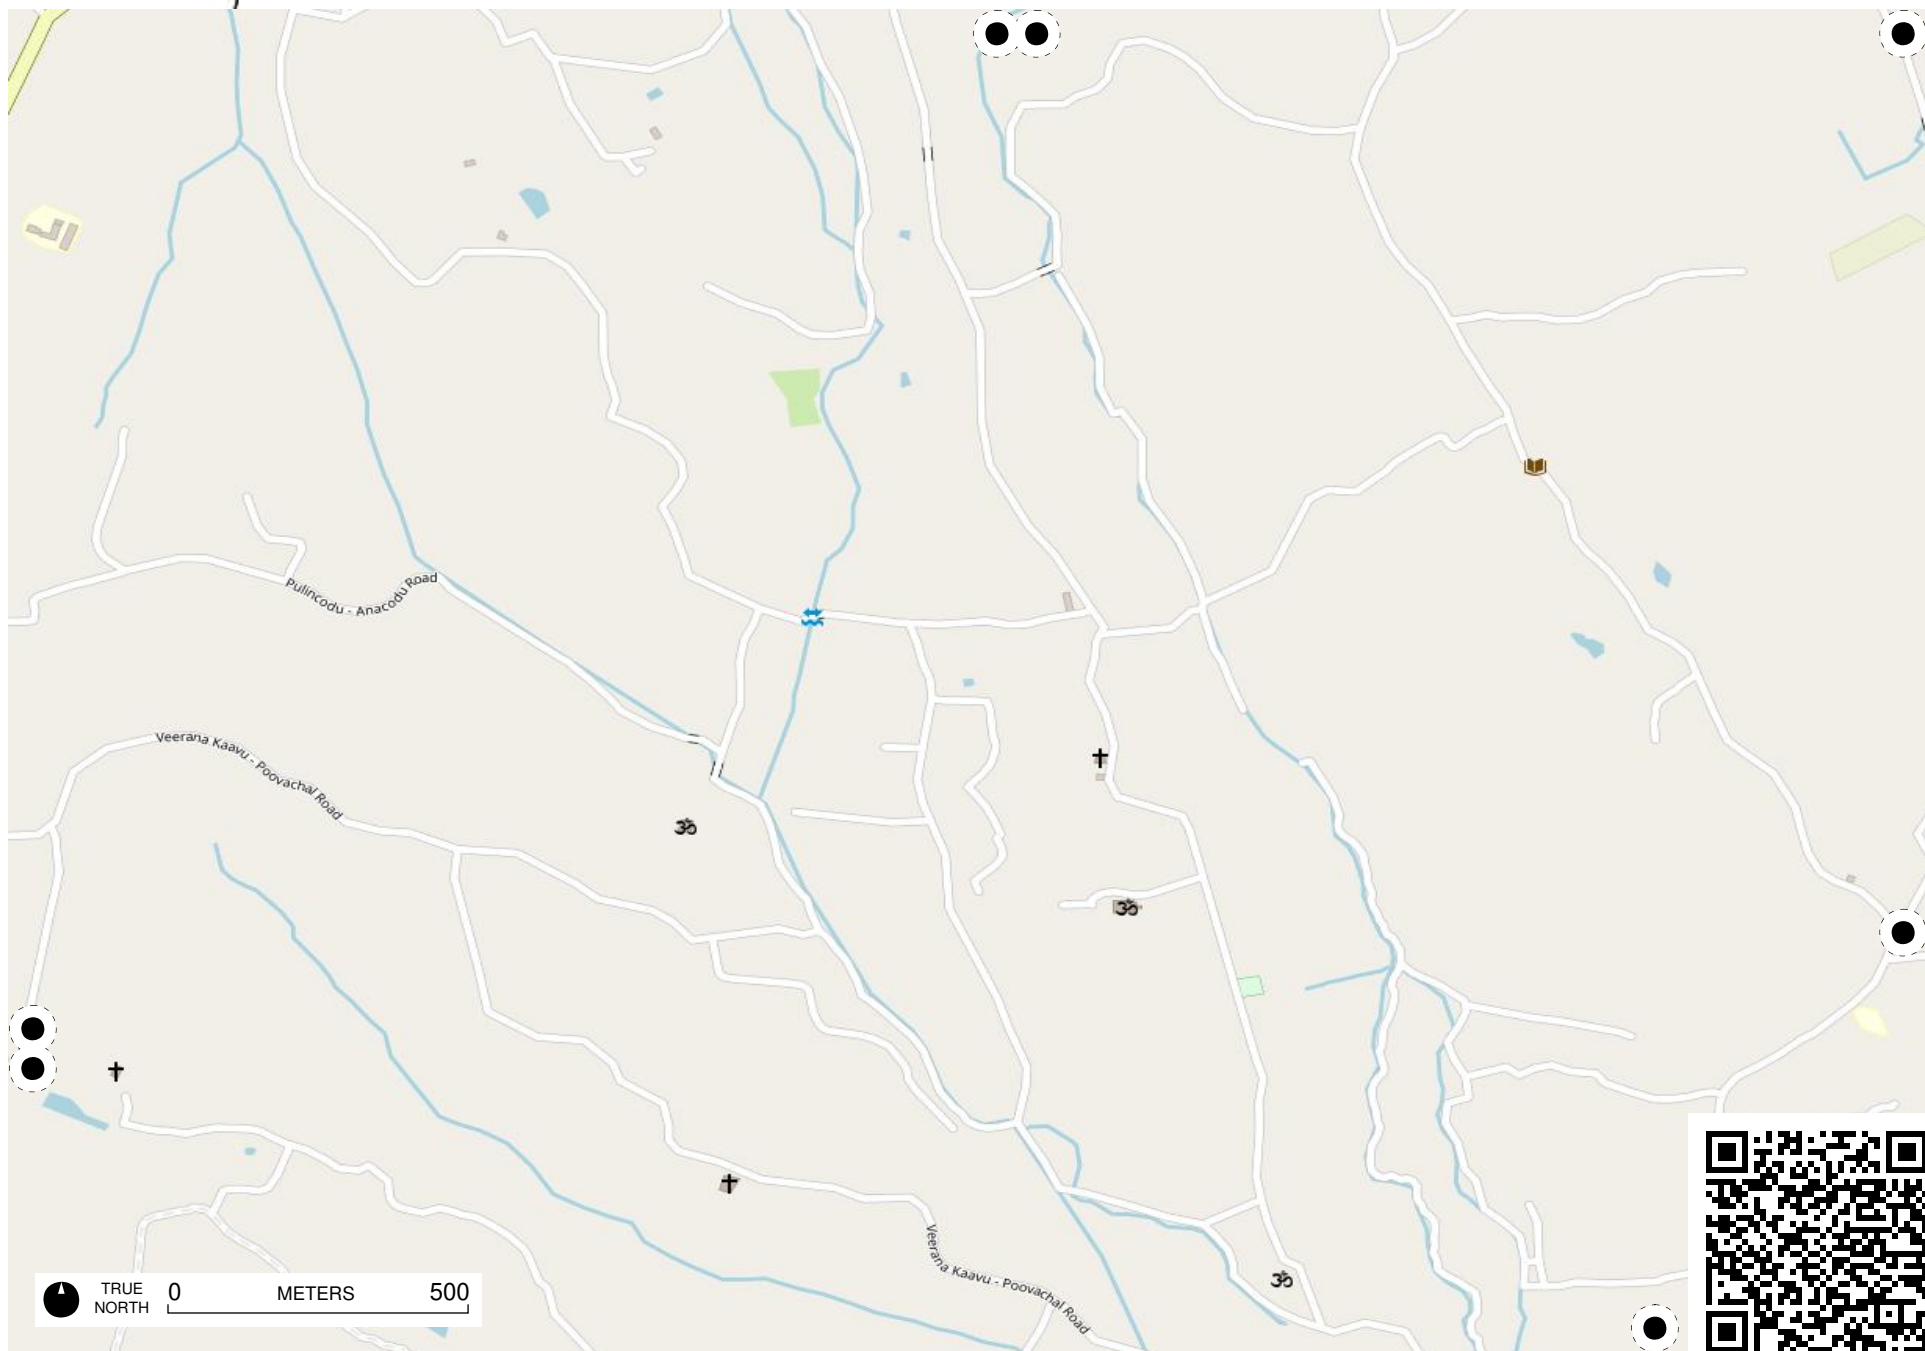 Pulincodu - Anacodu Road
Veerana Kaavu - Poovachal Road
ॐ
ॐ
Veerana Kaavu - Poovachal Road
ॐ
TRUE
NORTH
0 METERS 500